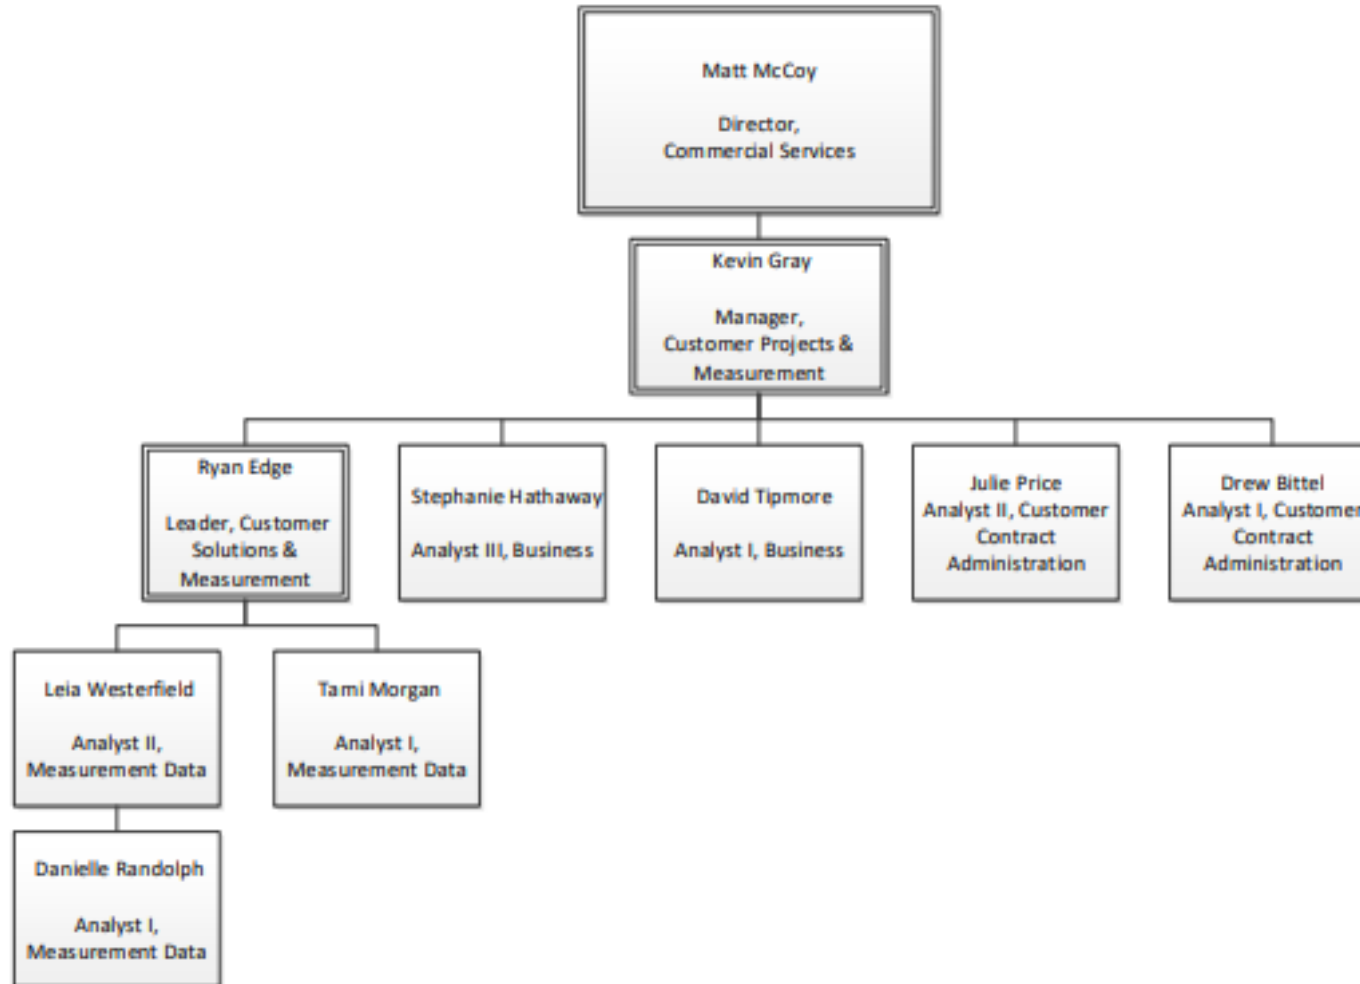 Matt McCoy
Director,
Commercial Services
Kevin Gray
Manager,
Customer Projects &
Measurement
Ryan Edge
Leader, Customer
Solutions &
Measurement
Stephanie Hathaway
Analyst III, Business
David Tipmore
Analyst I, Business
Julie Price
Analyst II, Customer
Contract
Administration
Drew Bittel
Analyst I, Customer
Contract
Administration
Leia Westerfield
Analyst II,
Measurement Data
Tami Morgan
Analyst I,
Measurement Data
Danielle Randolph
Analyst I,
Measurement Data